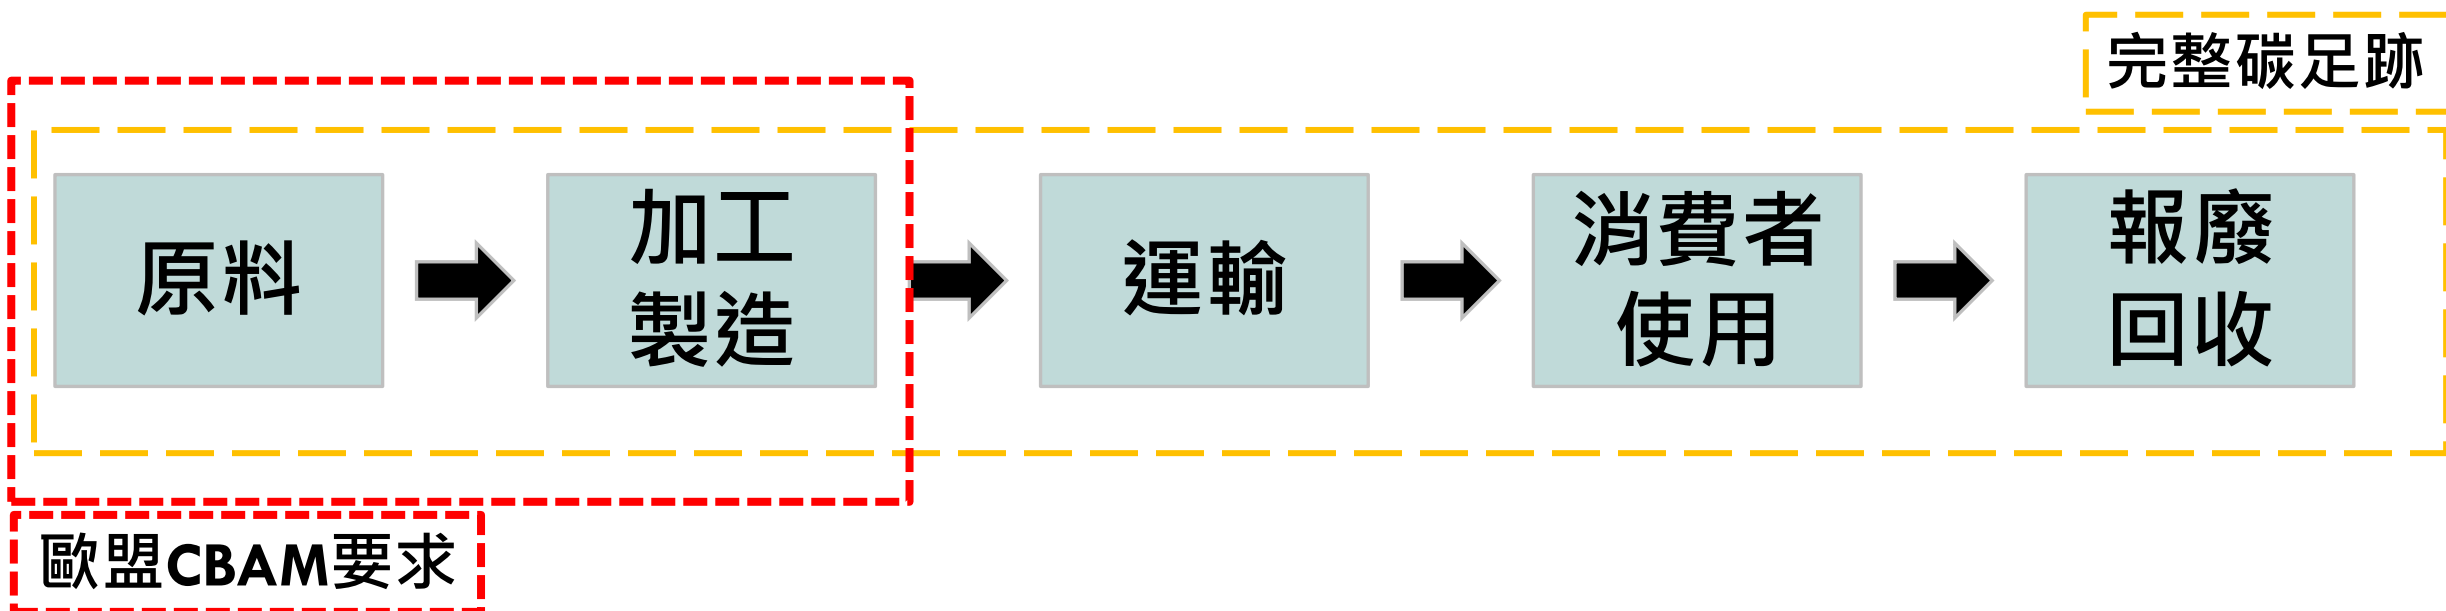 完整碳足跡
原料
加工
製造
運輸
消費者
使用
報廢
回收
歐盟CBAM要求